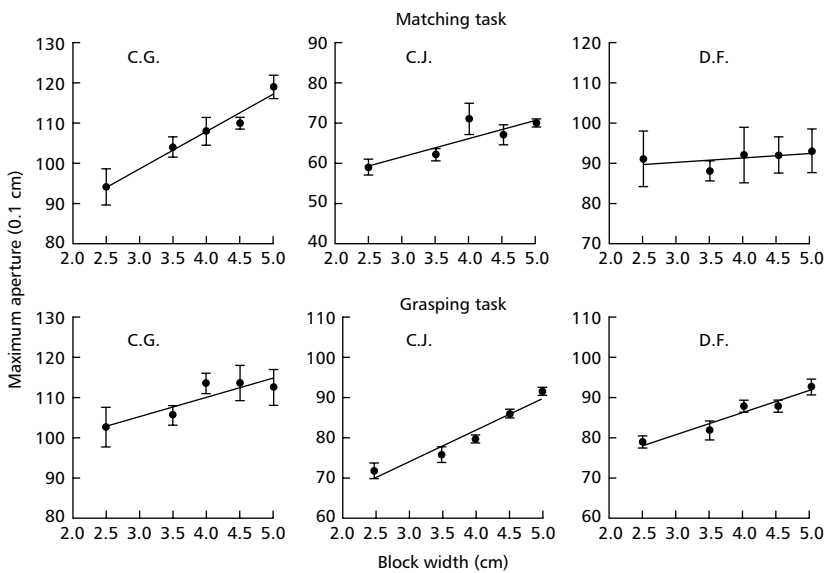 Matching task
C.G. C.J. D.F.
130 90 120
120 80 110
110 70 100
100 60 90
90 50 80
80 40 70
2.0 2.5 3.0 3.5 4.0 4.5 5.0 2.0 2.5 3.0 3.5 4.0 4.5 5.0 2.0 2.5 3.0 3.5 4.0 4.5 5.0
Maximum aperture (0.1 cm)
Grasping task
C.G. C.J. D.F.
130 110 110
120 100 100
110 90 90
100 80 80
90 70 70
80 60 60
2.0 2.5 3.0 3.5 4.0 4.5 5.0 2.0 2.5 3.0 3.5 4.0 4.5 5.0 2.0 2.5 3.0 3.5 4.0 4.5 5.0
Block width (cm)